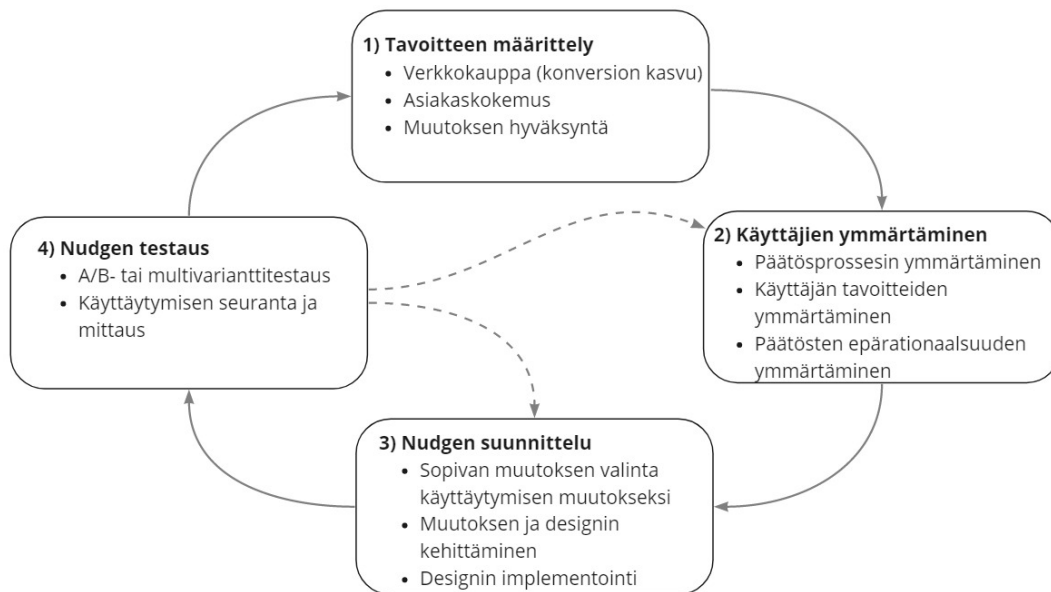 1) Tavoitteen määrittely
• Verkkokauppa (konversion kasvu)
• Asiakaskokemus
• Muutoksen hyväksyntä
2) Käyttäjien ymmärtäminen
• Päätösprossesin ymmärtäminen
• Käyttäjän tavoitteiden
ymmärtäminen
• Päätösten epärationaalsuuden
ymmärtäminen
3) Nudgen suunnittelu
• Sopivan muutoksen valinta
käyttäytymisen muutokseksi
• Muutoksen ja designin
kehittäminen
• Designin implementointi
4) Nudgen testaus
• A/B- tai multivarianttitestaus
• Käyttäytymisen seuranta ja
mittaus